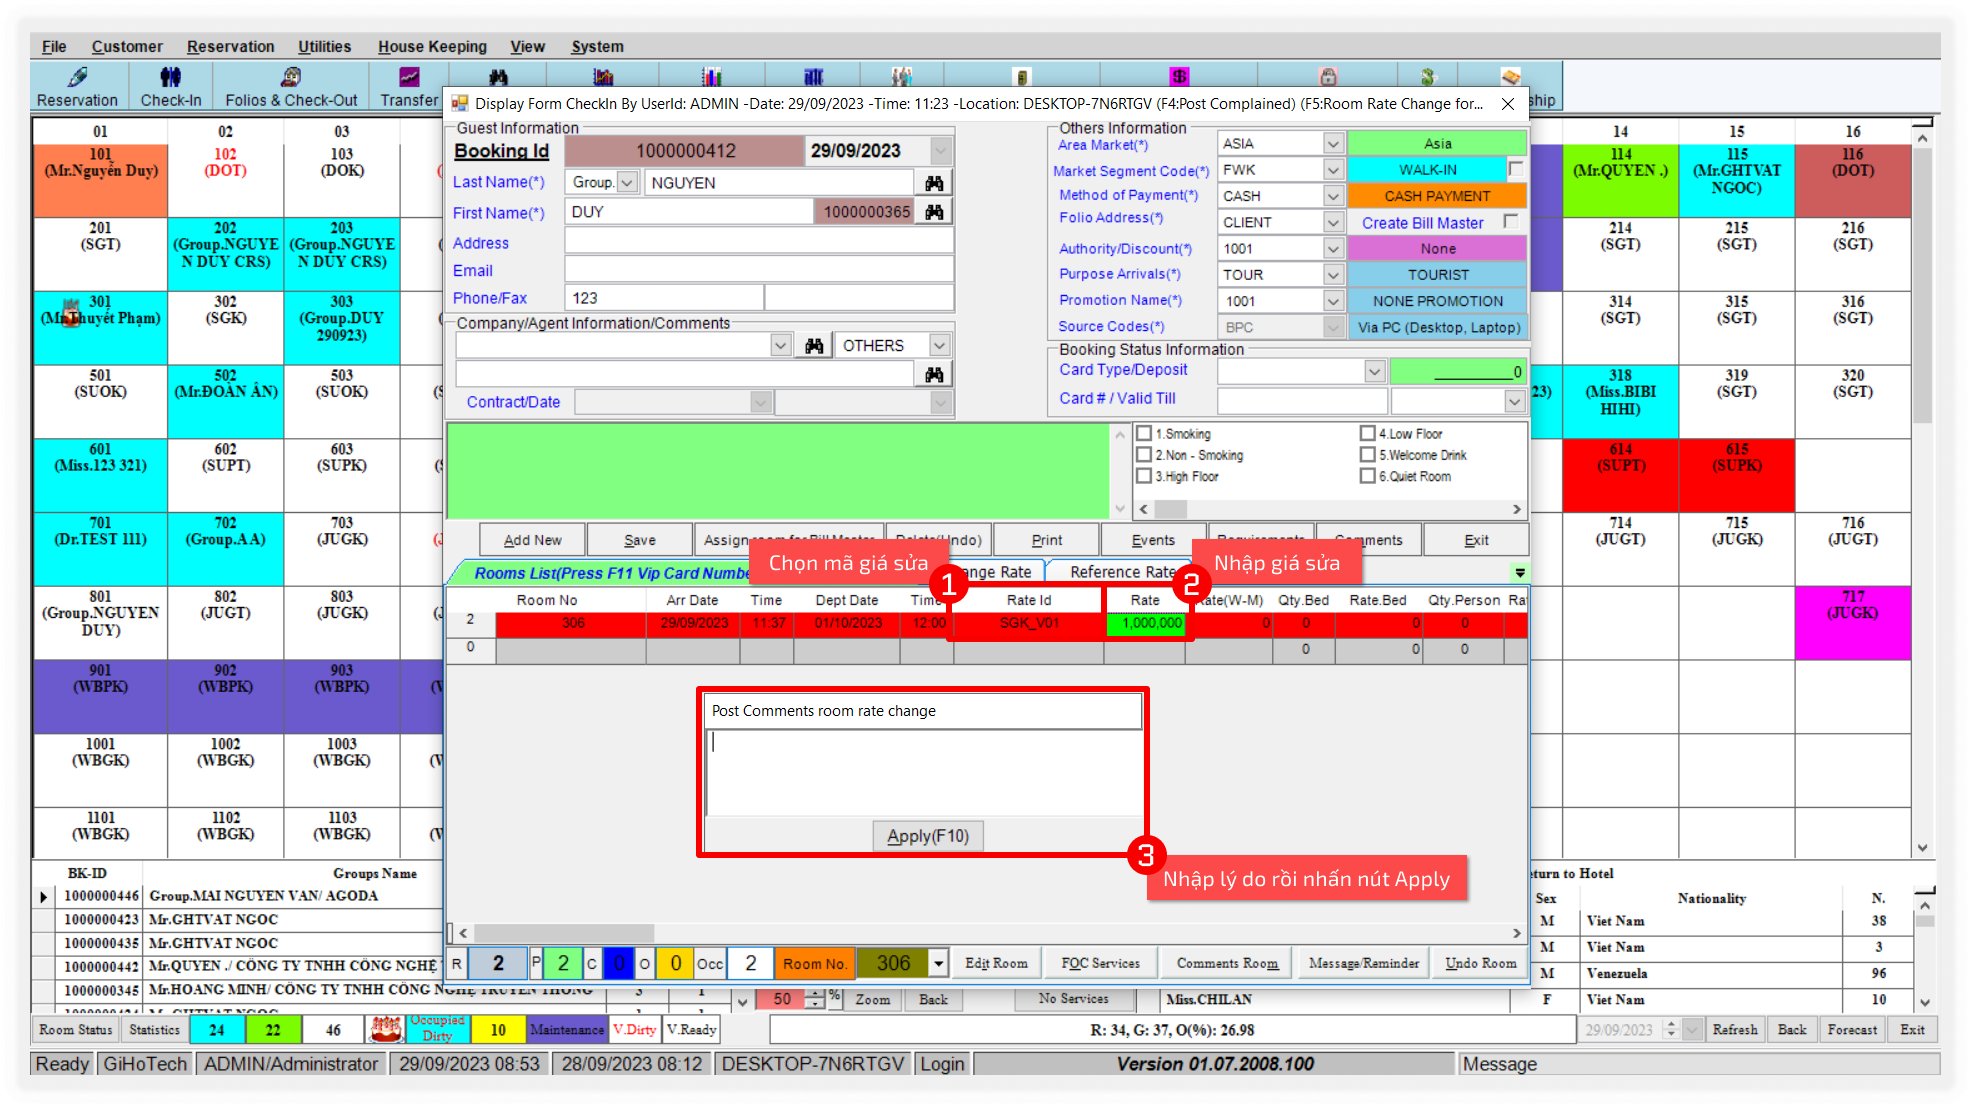 File Customer Reservation Utilities House Keeping View System
Reservation Check-In Folios & Check-Out Transfer ship
Display Form CheckIn By UserId: ADMIN -Date: 29/09/2023 -Time: 11:23 -Location: DESKTOP-7N6RTGV (F4:Post Complained) (F5:Room Rate Change for...
01 02 03 14 15 16
101 (Mr.Nguyễn Duy)
102 (DOT)
103 (DOK)
114 (Mr.QUYEN .)
115 (Mr.GHTVAT NGOC)
116 (DOT)
201 (SGT)
202 (Group.NGUYE N DUY CRS)
203 (Group.NGUYE N DUY CRS)
214 (SGT)
215 (SGT)
216 (SGT)
301
302 (SGK)
303 (Group.DUY 290923)
314 (SGT)
315 (SGT)
316 (SGT)
501 (SUOK)
502 (Mr.ĐOÀN ÂN)
503 (SUOK)
23)
318 (Miss.BIBI HIHI)
319 (SGT)
320 (SGT)
601 (Miss.123 321)
602 (SUPT)
603 (SUPK)
614 (SUPT)
615 (SUPK)
701 (Dr.TEST 111)
702 (Group.A A)
703 (JUGK)
714 (JUGT)
715 (JUGK)
716 (JUGT)
801 (Group.NGUYEN DUY)
802 (JUGT)
803 (JUGK)
717 (JUGK)
901 (WBPK)
902 (WBPK)
903 (WBPK)
1001 (WBGK)
1002 (WBGK)
1003 (WBGK)
1101 (WBGK)
1102 (WBGK)
1103 (WBGK)
Guest Information
Booking Id 1000000412 29/09/2023
Last Name(*) Group. NGUYEN
First Name(*) DUY 1000000365
Address
Email
Phone/Fax 123
Company/Agent Information/Comments
OTHERS
Contract/Date
Others Information
Area Market(*) ASIA Asia
Market Segment Code(*) FWK WALK-IN
Method of Payment(*) CASH CASH PAYMENT
Folio Address(*) CLIENT Create Bill Master
Authority/Discount(*) 1001 None
Purpose Arrivals(*) TOUR TOURIST
Promotion Name(*) 1001 NONE PROMOTION
Source Codes(*) BPC Via PC (Desktop, Laptop)
Booking Status Information
Card Type/Deposit 0
Card # / Valid Till
1.Smoking 4.Low Floor
2.Non - Smoking 5.Welcome Drink
3.High Floor 6.Quiet Room
Add New Save Print Events Exit
Chọn mã giá sửa
Nhập giá sửa
Rooms List(Press F11 Vip Card Numbe ange Rate Reference Rate
1
2
Room No Arr Date Time Dept Date Time Rate Id Rate Rate(W-M) Qty.Bed Rate.Bed Qty.Person Rat
2 306 29/09/2023 11:37 01/10/2023 12:00 SGK_V01 1,000,000 0 0 0 0
0 0 0 0
Post Comments room rate change
Apply(F10)
3
Nhập lý do rồi nhấn nút Apply
R 2 P 2 C 0 O 0 Occ 2 Room No. 306 Edit Room FOC Services Comments Room Message/Reminder Undo Room
BK-ID Groups Name
1000000446 Group.MAI NGUYEN VAN/ AGODA
1000000423 Mr.GHTVAT NGOC
1000000435 Mr.GHTVAT NGOC
1000000442 Mr.QUYEN ./ CÔNG TY TNHH CÔNG NGHỆ
1000000345 Mr.HOANG MINH/ CÔNG TY TNHH CÔNG NGHỆ TRUYEN THONG 3 1
turn to Hotel
Sex Nationality N.
M Viet Nam 38
M Viet Nam 3
M Venezuela 96
F Viet Nam 10
50 % Zoom Back No Services Miss.CHILAN
Room Status Statistics 24 22 46 Occupied Dirty 10 Maintenance V.Dirty V.Ready R: 34, G: 37, O(%): 26.98 29/09/2023 Refresh Back Forecast Exit
Ready GiHoTech ADMIN/Administrator 29/09/2023 08:53 28/09/2023 08:12 DESKTOP-7N6RTGV Login Version 01.07.2008.100 Message